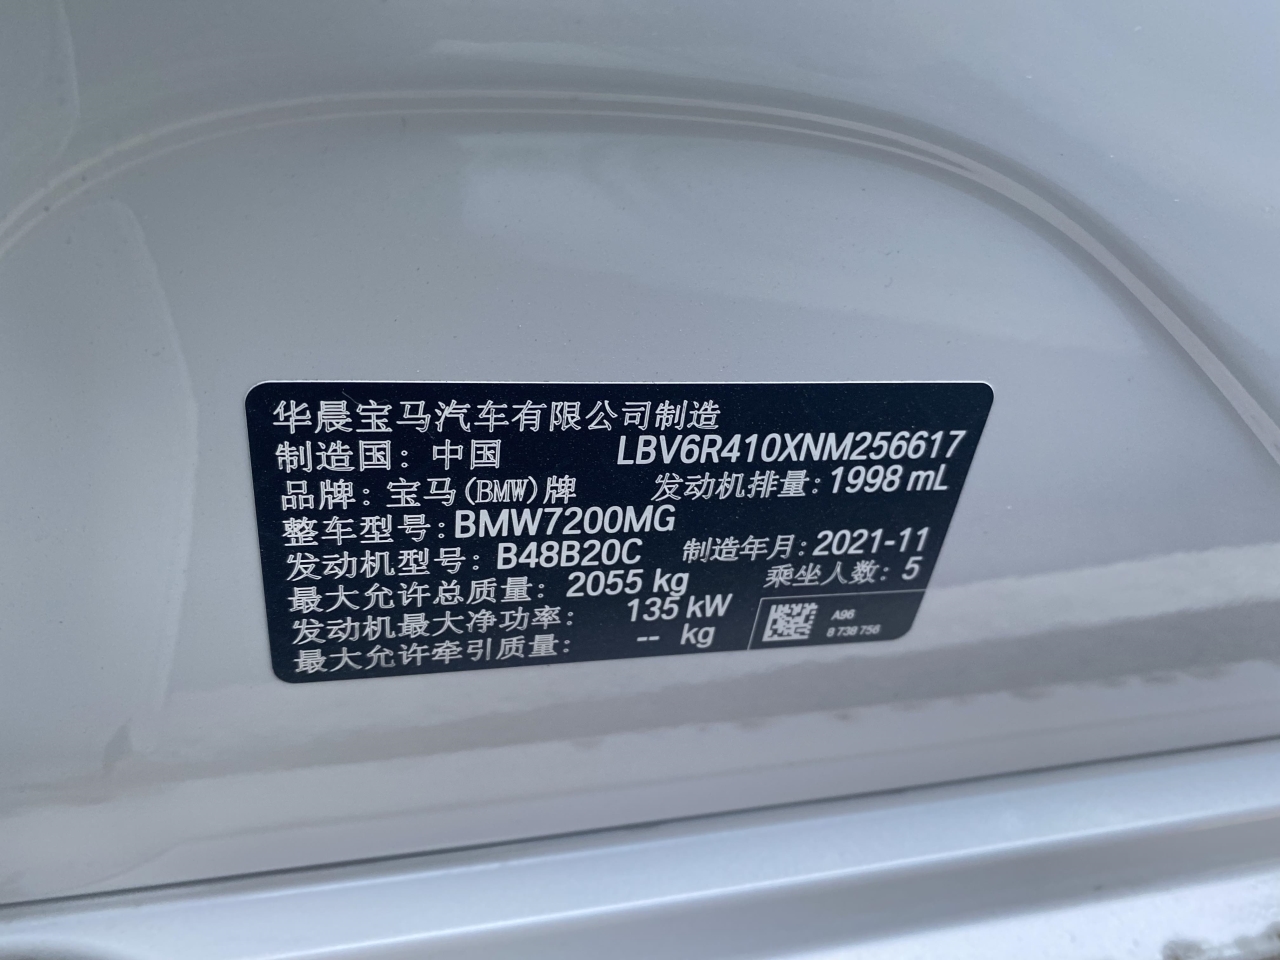 华晨宝马汽车有限公司制造
制造国：中国 LBV6R410XNM256617
品牌：宝马(BMW)牌 发动机排量：1998 mL
整车型号：BMW7200MG
发动机型号：B48B20C 制造年月：2021-11
最大允许总质量：2055 kg 乘坐人数：5
发动机最大净功率：135 kW
最大允许牵引质量：-- kg
A96
8 738 756